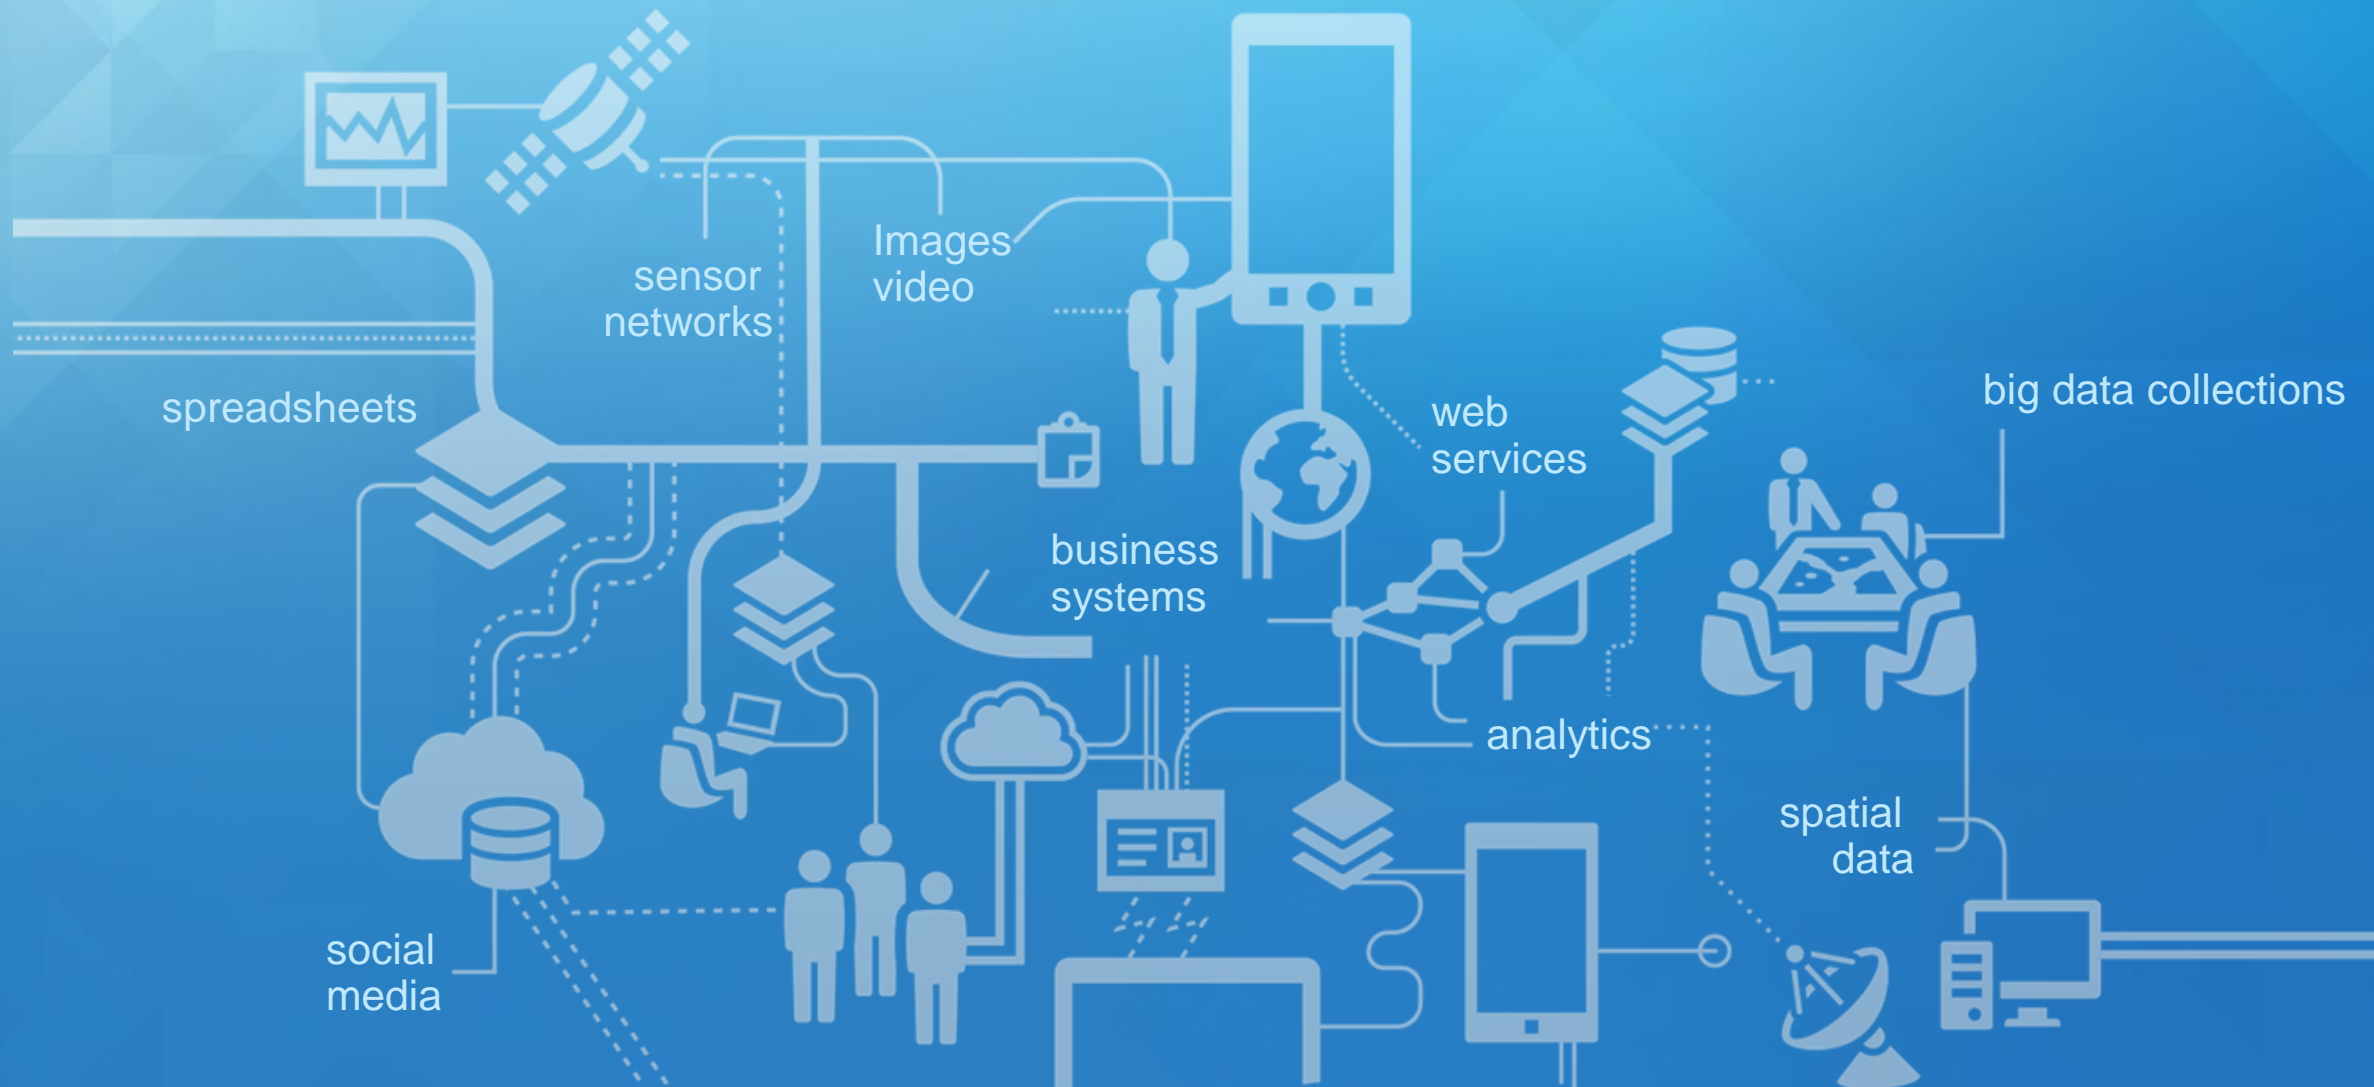 Images
video
sensor
networks
spreadsheets
web
services
big data collections
business
systems
analytics
spatial
data
social
media